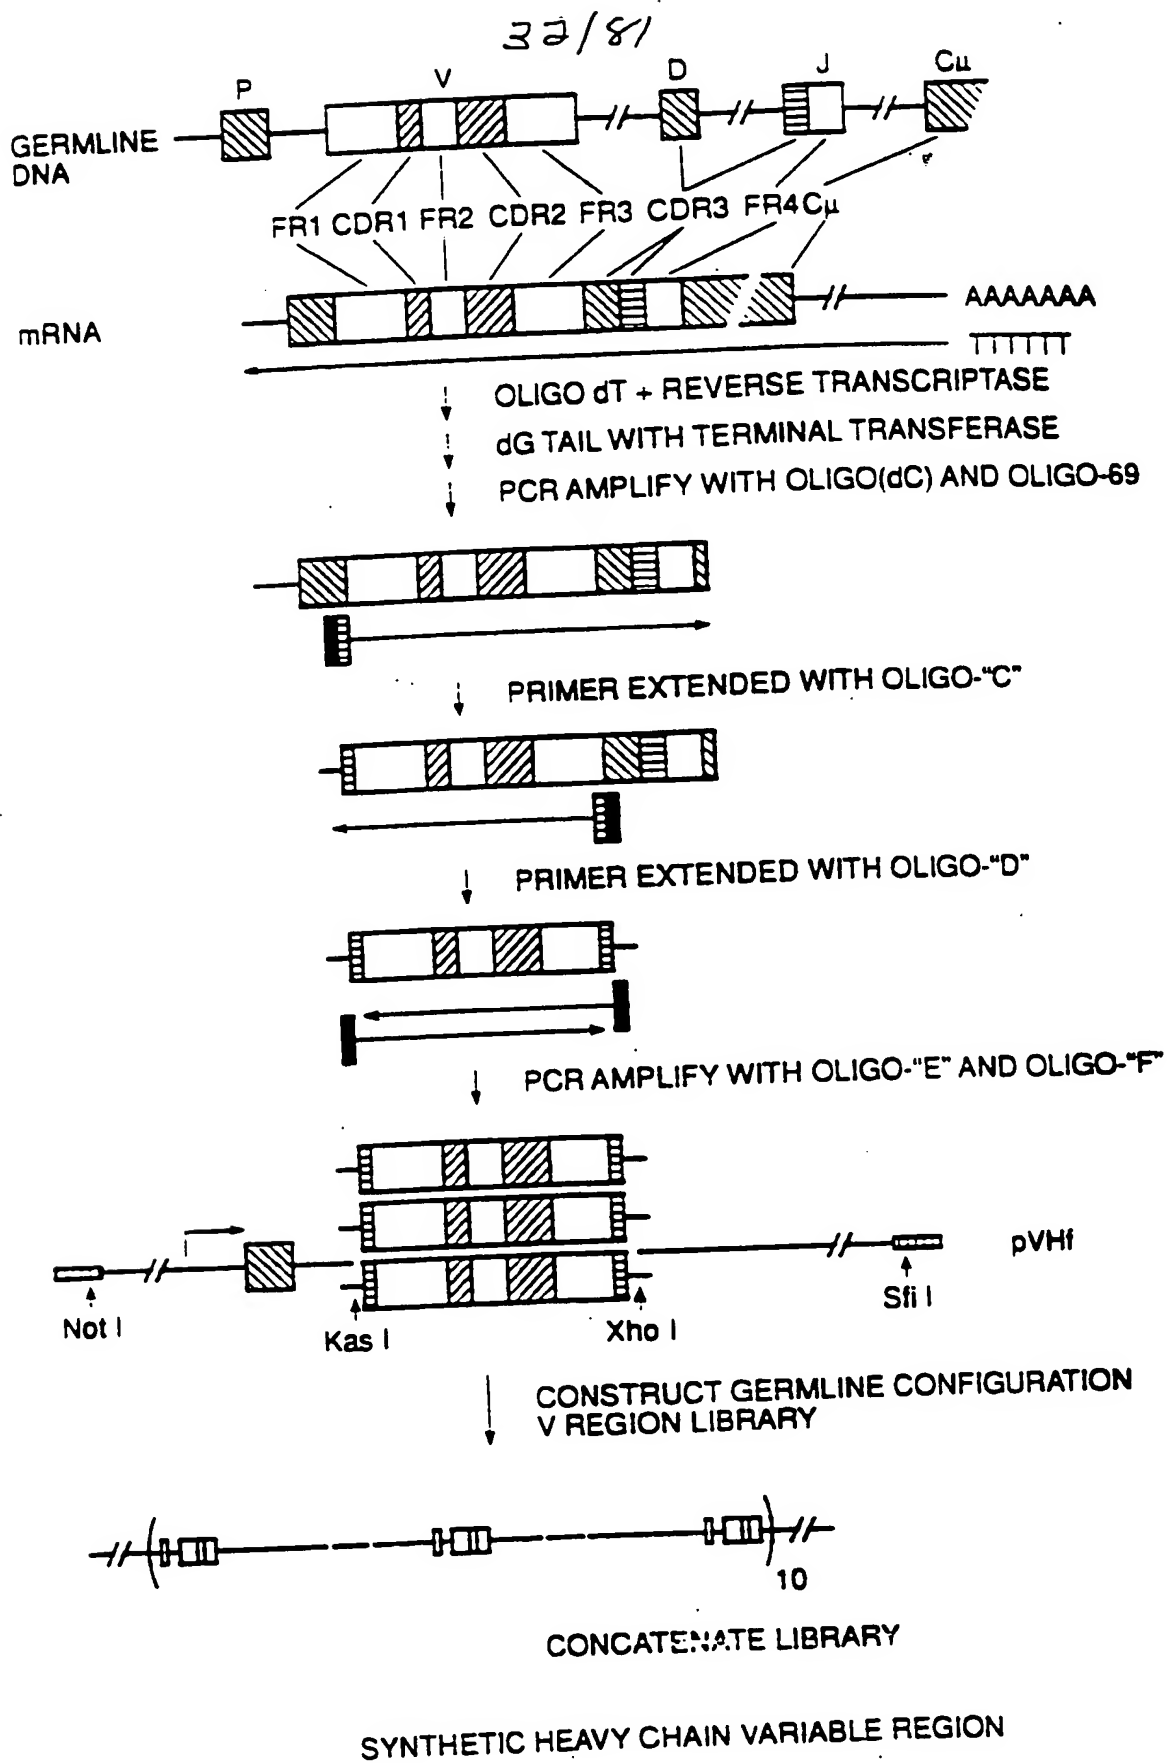 32/81
P V D J Cμ
GERMLINE
DNA
FR1 CDR1 FR2 CDR2 FR3 CDR3 FR4 Cμ
mRNA
AAAAAAA
TTTTTT
OLIGO dT + REVERSE TRANSCRIPTASE
dG TAIL WITH TERMINAL TRANSFERASE
PCR AMPLIFY WITH OLIGO(dC) AND OLIGO-69
PRIMER EXTENDED WITH OLIGO-"C"
PRIMER EXTENDED WITH OLIGO-"D"
PCR AMPLIFY WITH OLIGO-"E" AND OLIGO-"F"
pVHf
Not I Kas I Xho I Sfi I
CONSTRUCT GERMLINE CONFIGURATION
V REGION LIBRARY
10
CONCATENATE LIBRARY
SYNTHETIC HEAVY CHAIN VARIABLE REGION